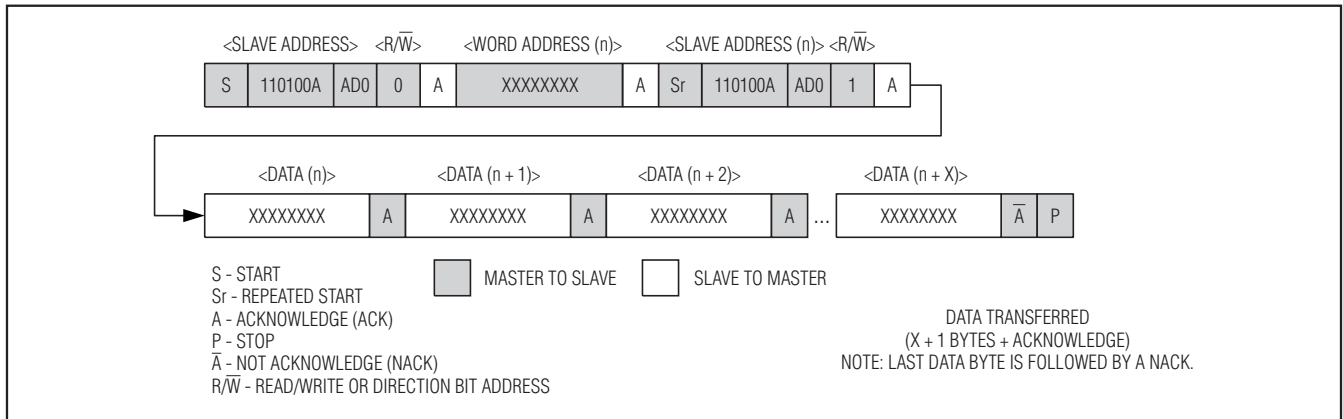 <SLAVE ADDRESS> <R/W̅> <WORD ADDRESS (n)> <SLAVE ADDRESS (n)> <R/W̅>
S 110100A AD0 0 A XXXXXXXX A Sr 110100A AD0 1 A
<DATA (n)> <DATA (n + 1)> <DATA (n + 2)> <DATA (n + X)>
XXXXXXXX A XXXXXXXX A XXXXXXXX A ... XXXXXXXX A̅ P
S - START
Sr - REPEATED START
A - ACKNOWLEDGE (ACK)
P - STOP
A̅ - NOT ACKNOWLEDGE (NACK)
R/W̅ - READ/WRITE OR DIRECTION BIT ADDRESS
MASTER TO SLAVE SLAVE TO MASTER
DATA TRANSFERRED
(X + 1 BYTES + ACKNOWLEDGE)
NOTE: LAST DATA BYTE IS FOLLOWED BY A NACK.